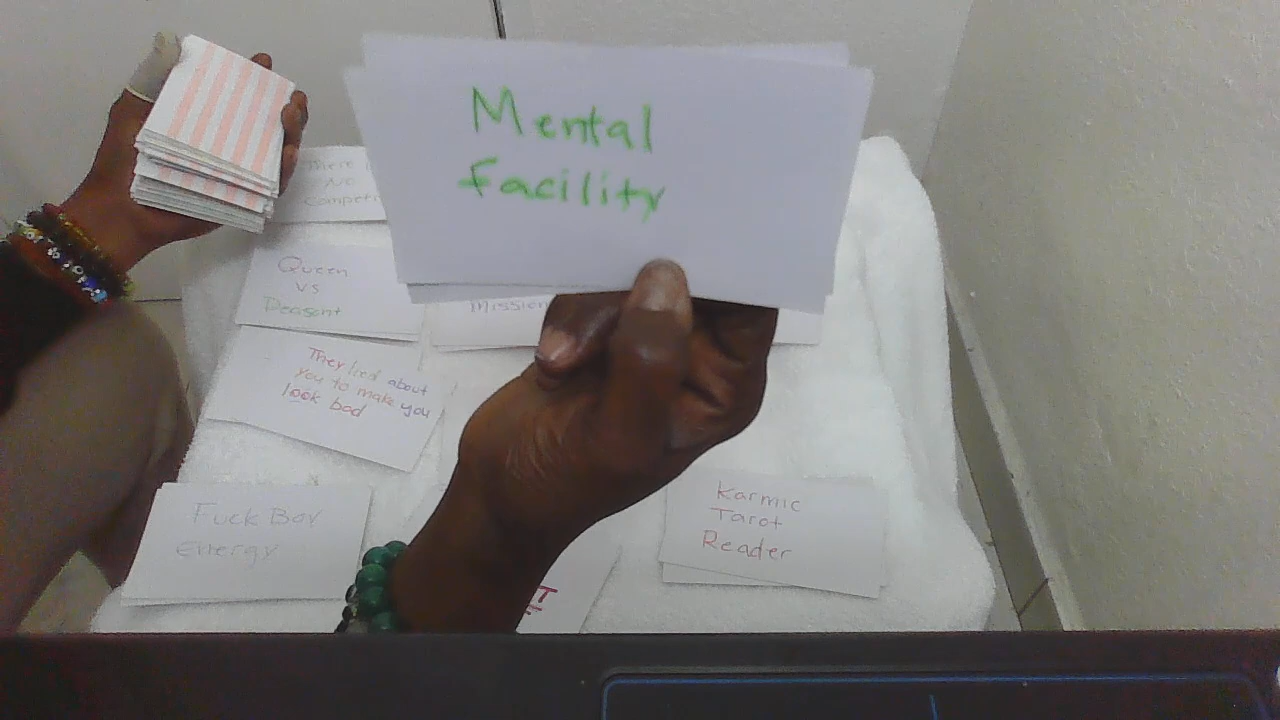 Mental
Facility
There
No
Queen
vs
Peasant
Mission
They lied about
you to make you
look bad
Fuck Boy
Energy
Karmic
Tarot
Reader